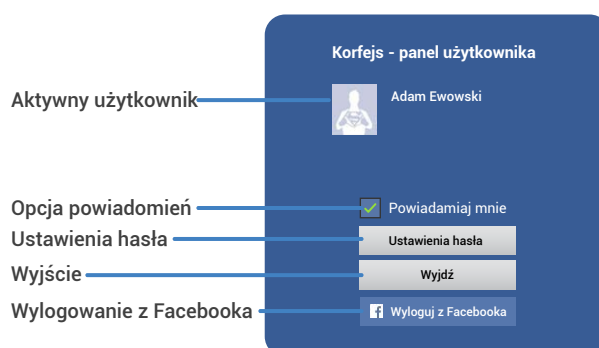 Korfejs - panel użytkownika
Aktywny użytkownik
Adam Ewowski
Opcja powiadomień
Powiadamiaj mnie
Ustawienia hasła
Ustawienia hasła
Wyjście
Wyjdź
Wylogowanie z Facebooka
f Wyloguj z Facebooka